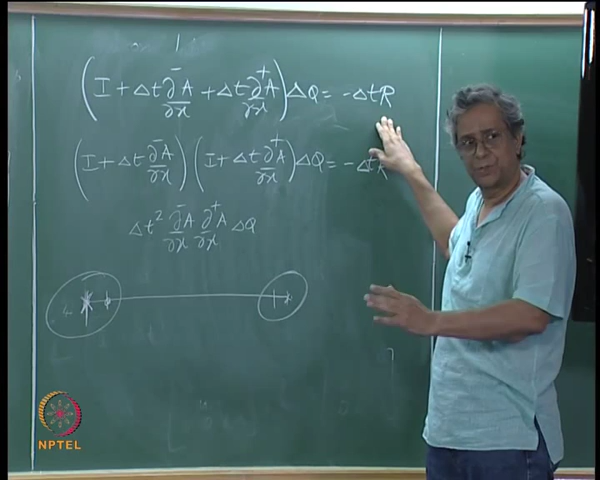 (I + Δt ∂⁻A/∂x + Δt ∂⁺A/∂x) ΔQ = -ΔtR
(I + Δt ∂⁻A/∂x) (I + Δt ∂⁺A/∂x) ΔQ = -ΔtR
Δt² ∂⁻A/∂x ∂⁺A/∂x ΔQ
NPTEL